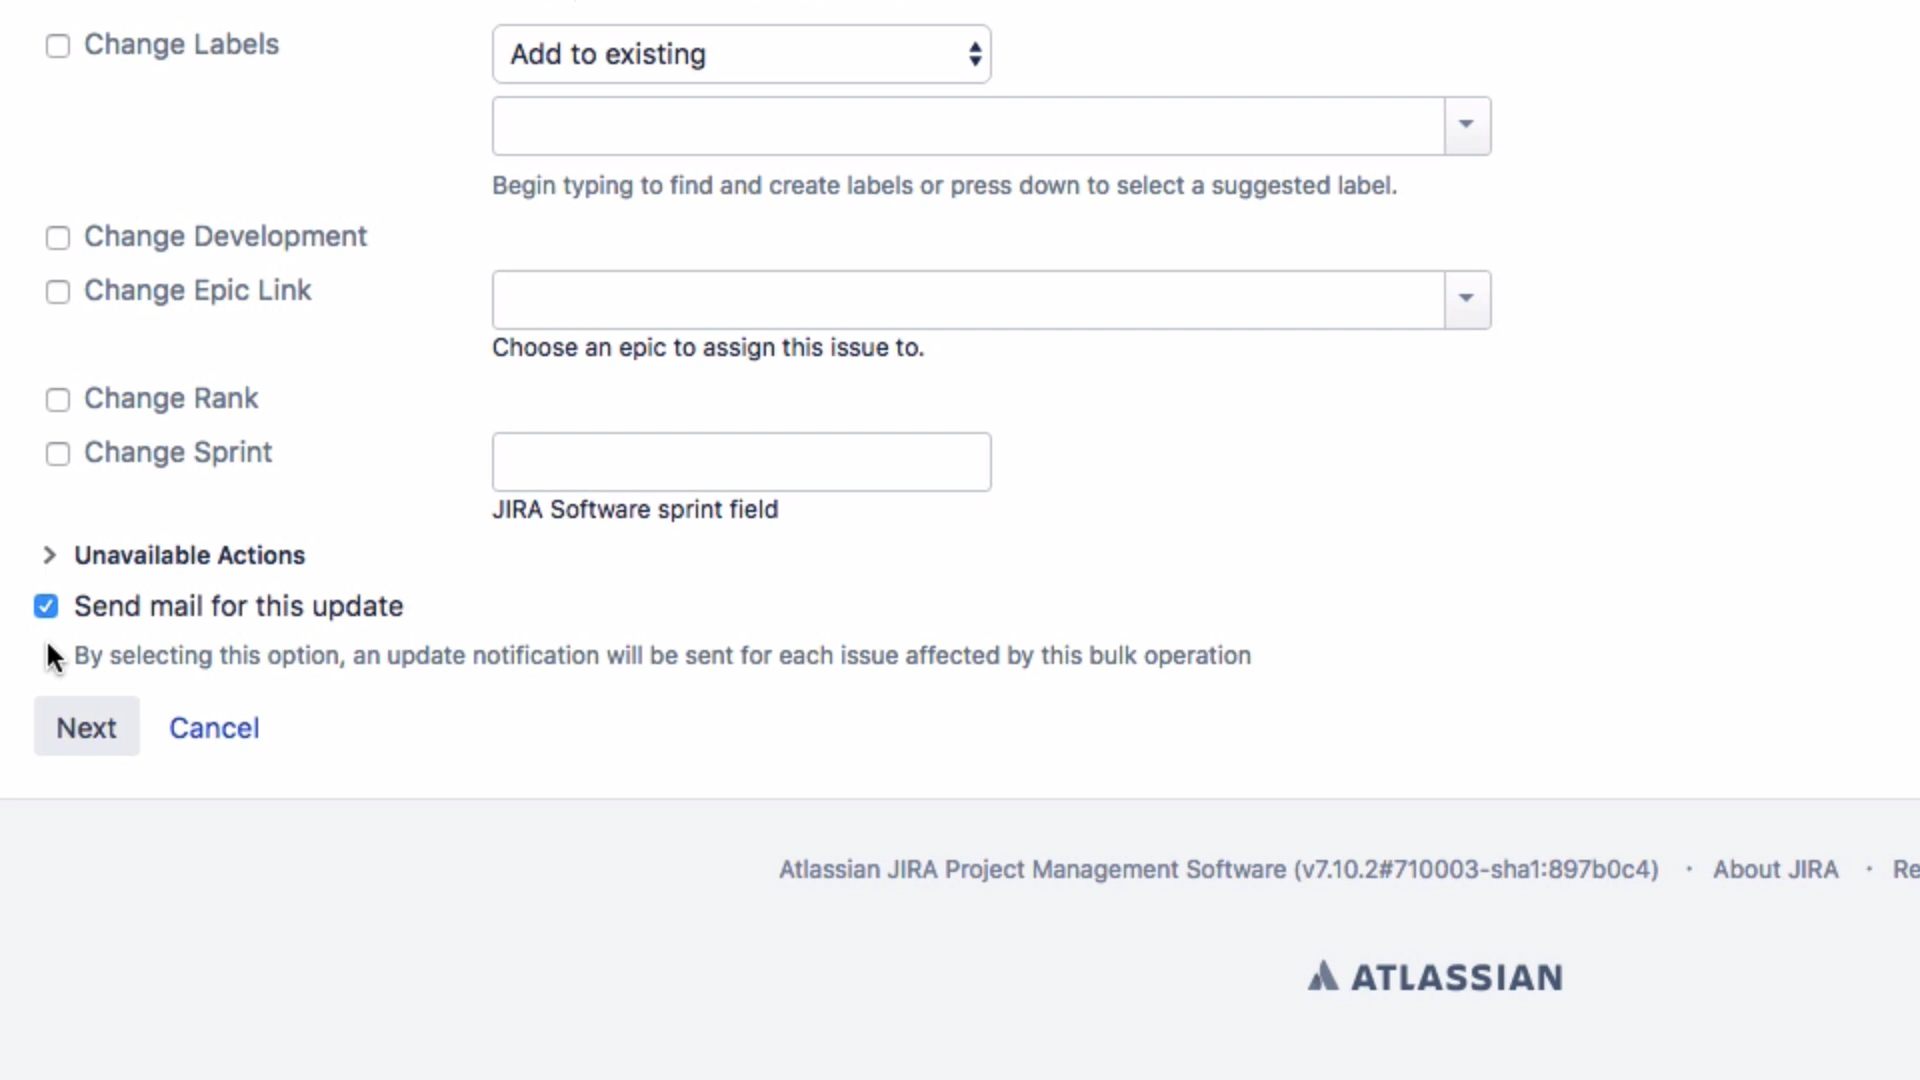 Change Labels
Add to existing
Begin typing to find and create labels or press down to select a suggested label.
Change Development
Change Epic Link
Choose an epic to assign this issue to.
Change Rank
Change Sprint
JIRA Software sprint field
Unavailable Actions
Send mail for this update
By selecting this option, an update notification will be sent for each issue affected by this bulk operation
Next Cancel
Atlassian JIRA Project Management Software (v7.10.2#710003-sha1:897b0c4) · About JIRA · Re
ATLASSIAN